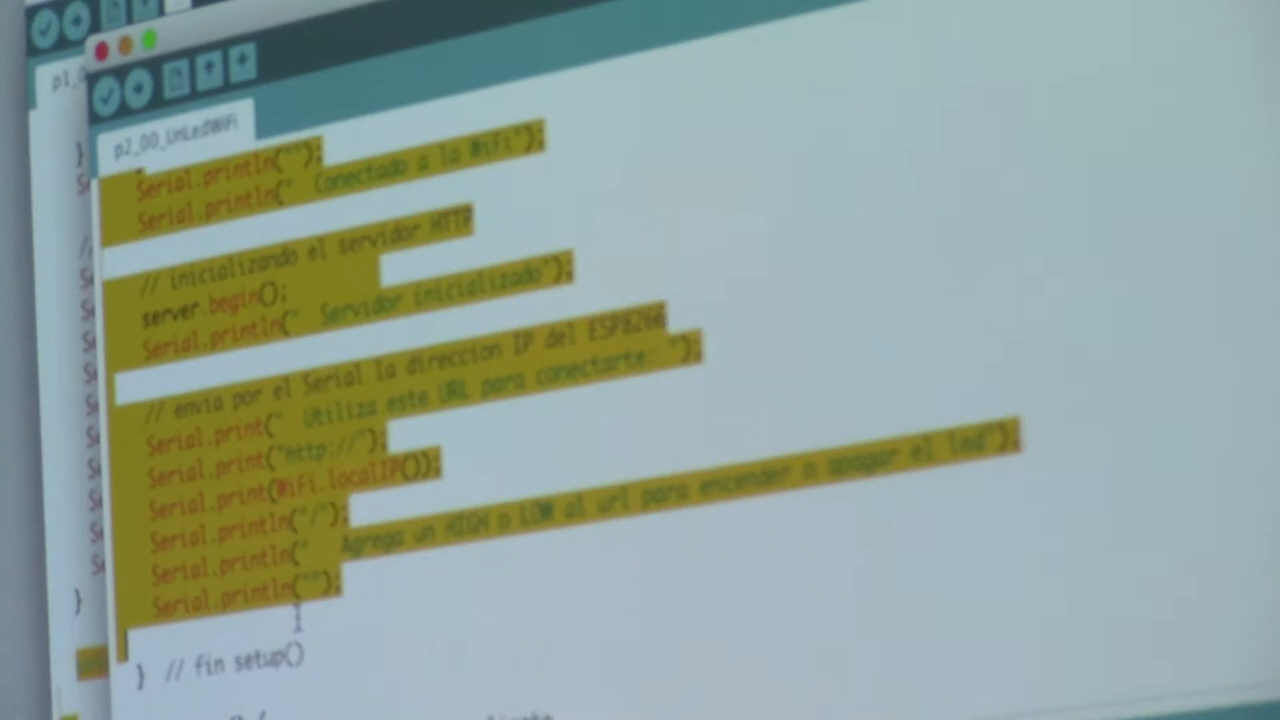 p2_00_UnLedWiFi
Serial.println("");
Serial.println("  Conectado a la Wifi");
// inicializando el servidor HTTP
server.begin();
Serial.println("  Servidor inicializado");
// envia por el Serial la direccion IP del ESP8266
Serial.print("  Utiliza este URL para conectarte: ");
Serial.print("http://");
Serial.print(WiFi.localIP());
Serial.println("/");
Serial.println("   Agrega un HIGH o LOW al url para encender o apagar el led");
Serial.println("");
} // fin setup()